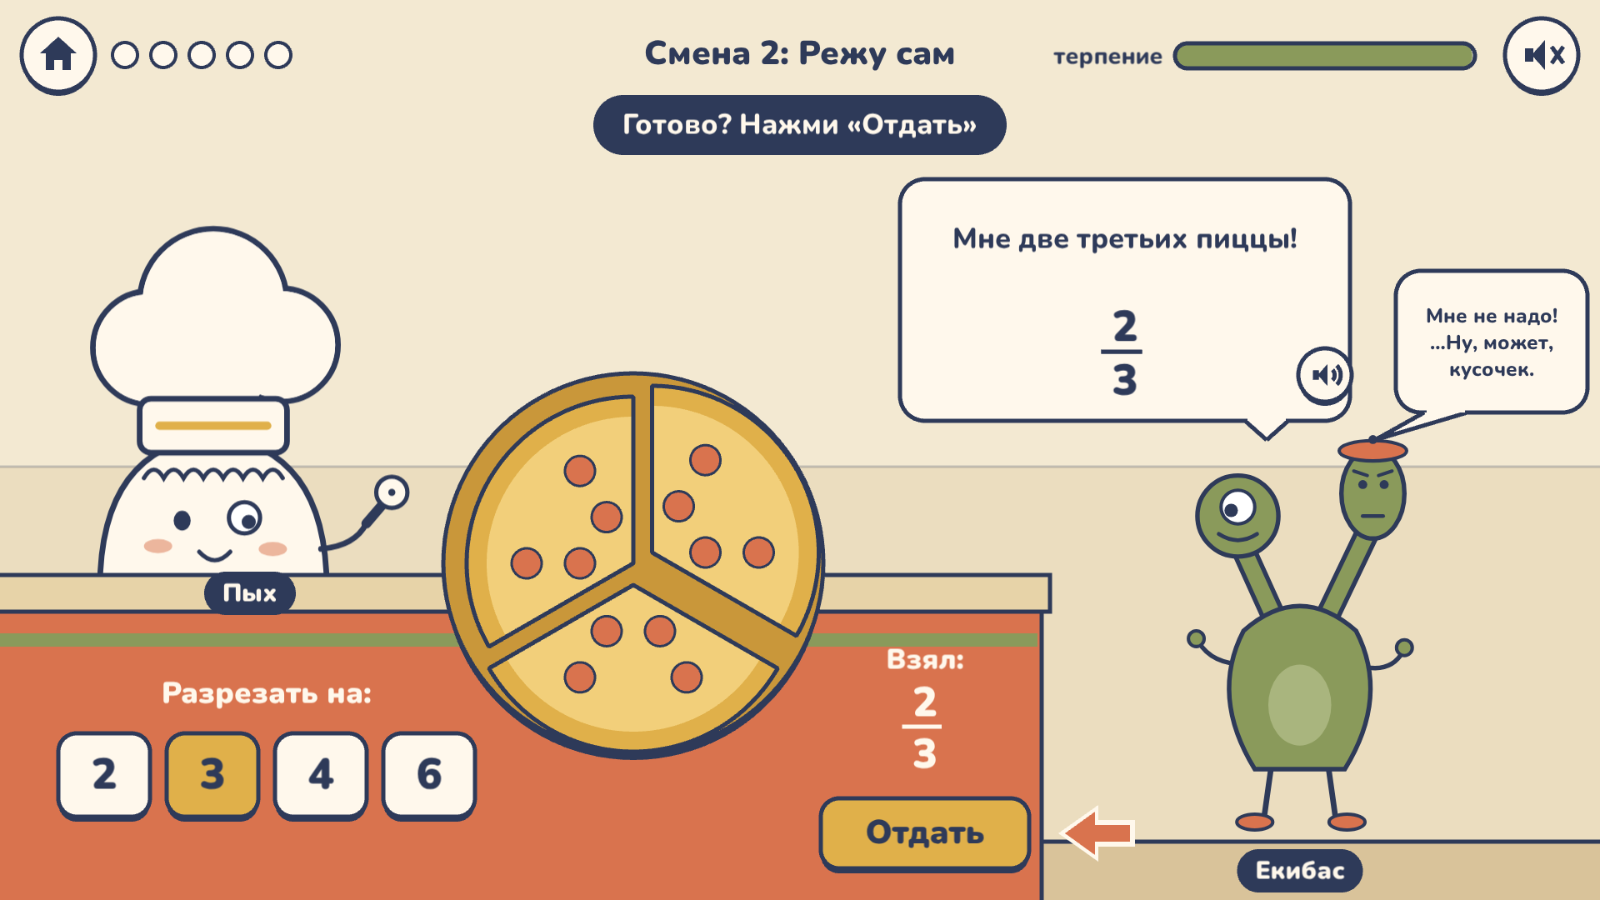 Смена 2: Режу сам
терпение
Готово? Нажми «Отдать»
Мне две третьих пиццы!
2
3
Мне не надо!
...Ну, может,
кусочек.
Пых
Разрезать на:
2 3 4 6
Взял:
2
3
Отдать
Екибас